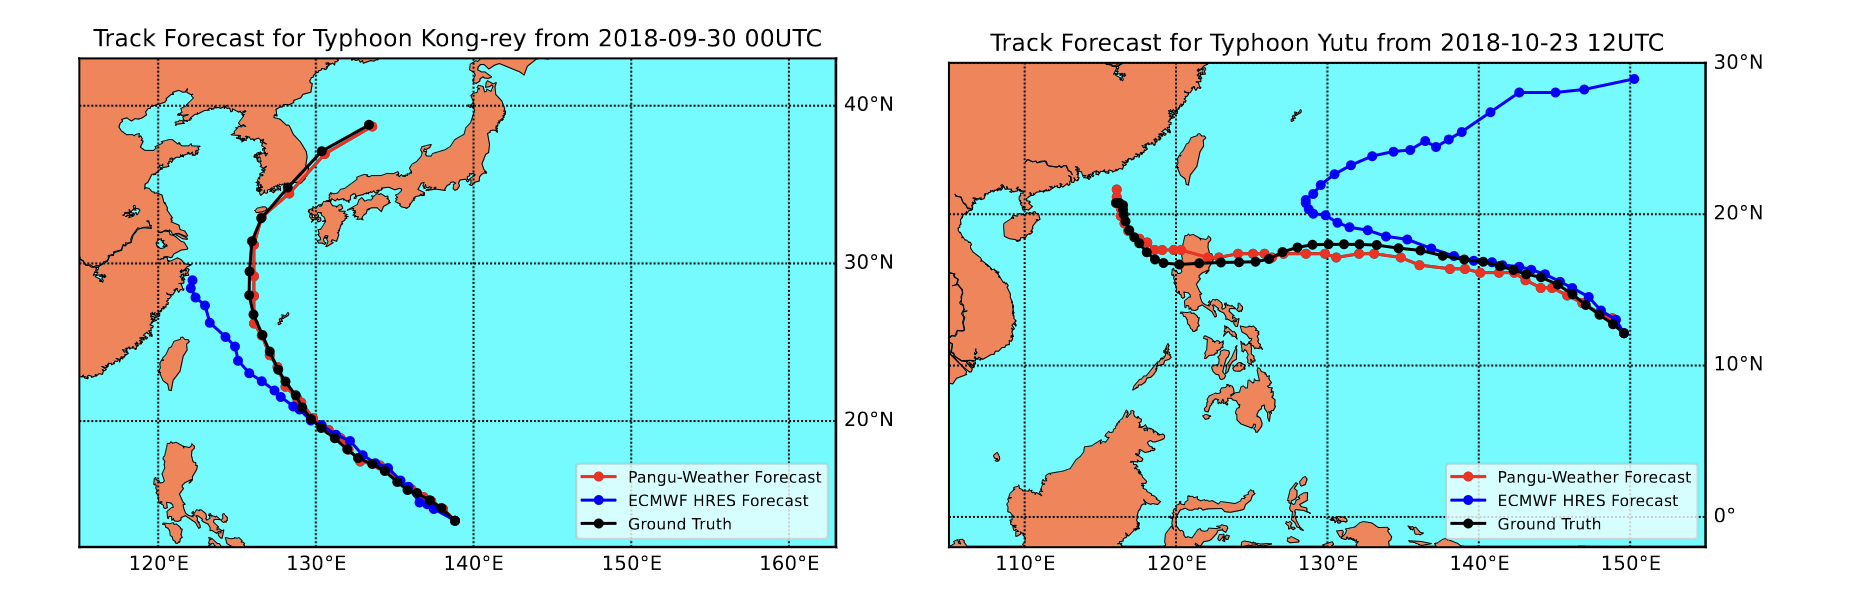 Track Forecast for Typhoon Kong-rey from 2018-09-30 00UTC
40°N
30°N
20°N
Pangu-Weather Forecast
ECMWF HRES Forecast
Ground Truth
120°E 130°E 140°E 150°E 160°E
Track Forecast for Typhoon Yutu from 2018-10-23 12UTC
30°N
20°N
10°N
Pangu-Weather Forecast
ECMWF HRES Forecast
Ground Truth
0°
110°E 120°E 130°E 140°E 150°E